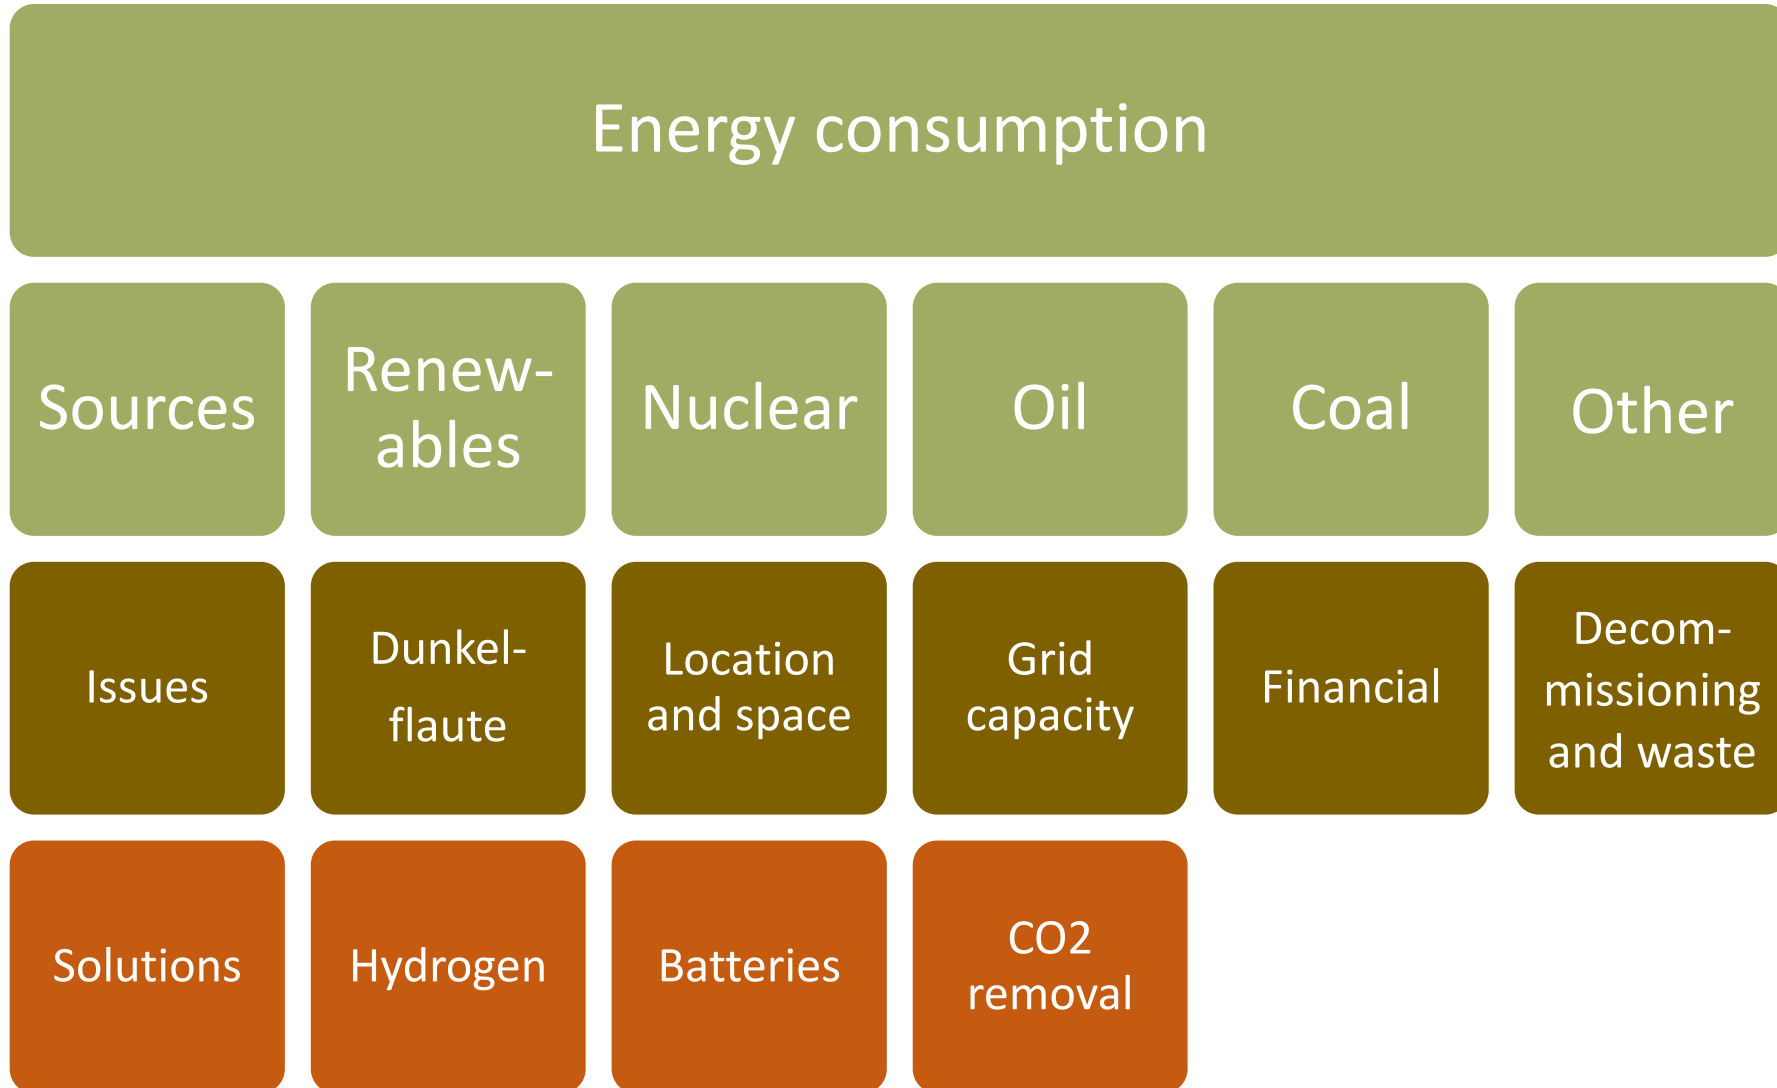 Energy consumption
Sources
Renew-
ables
Nuclear
Oil
Coal
Other
Issues
Dunkel-
flaute
Location
and space
Grid
capacity
Financial
Decom-
missioning
and waste
Solutions
Hydrogen
Batteries
CO2
removal